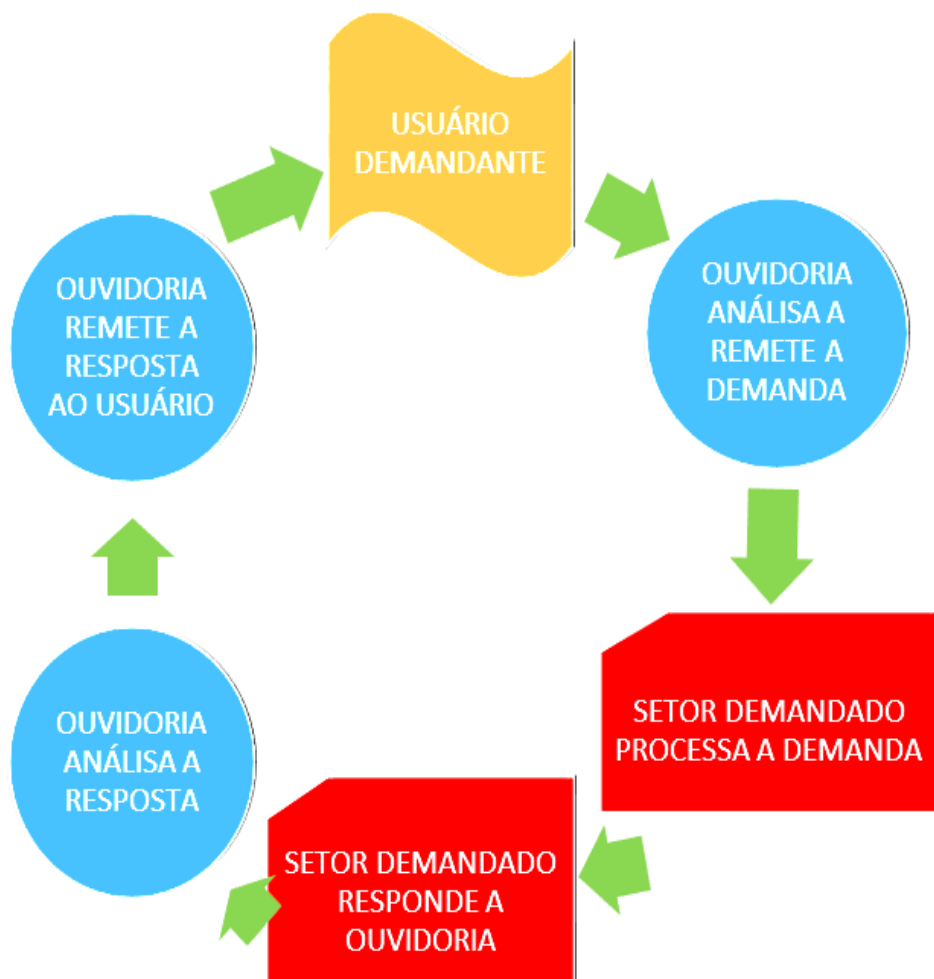 USUÁRIO
DEMANDANTE
OUVIDORIA
ANÁLISA A
REMETE A
DEMANDA
SETOR DEMANDADO
PROCESSA A DEMANDA
SETOR DEMANDADO
RESPONDE A
OUVIDORIA
OUVIDORIA
ANÁLISA A
RESPOSTA
OUVIDORIA
REMETE A
RESPOSTA
AO USUÁRIO